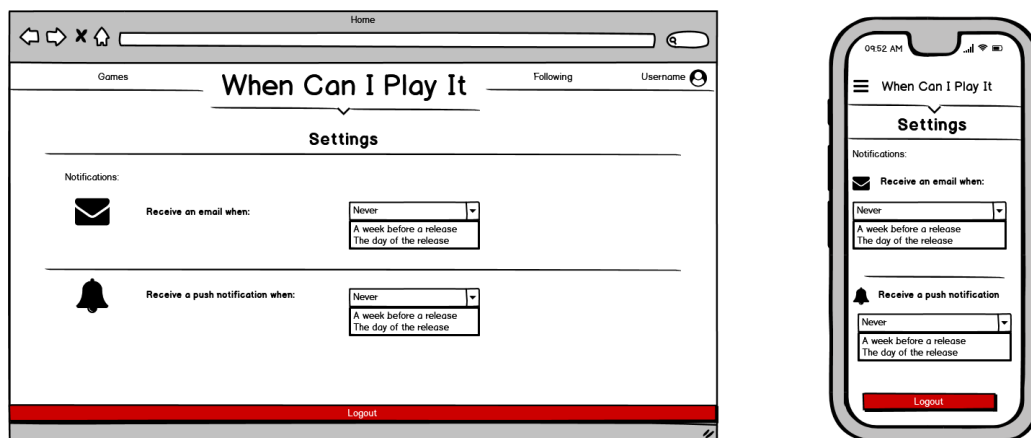 Home
Games
When Can I Play It
Following
Username
Settings
Notifications:
Receive an email when:
Never
A week before a release
The day of the release
Receive a push notification when:
Never
A week before a release
The day of the release
Logout
09:52 AM
When Can I Play It
Settings
Notifications:
Receive an email when:
Never
A week before a release
The day of the release
Receive a push notification
Never
A week before a release
The day of the release
Logout